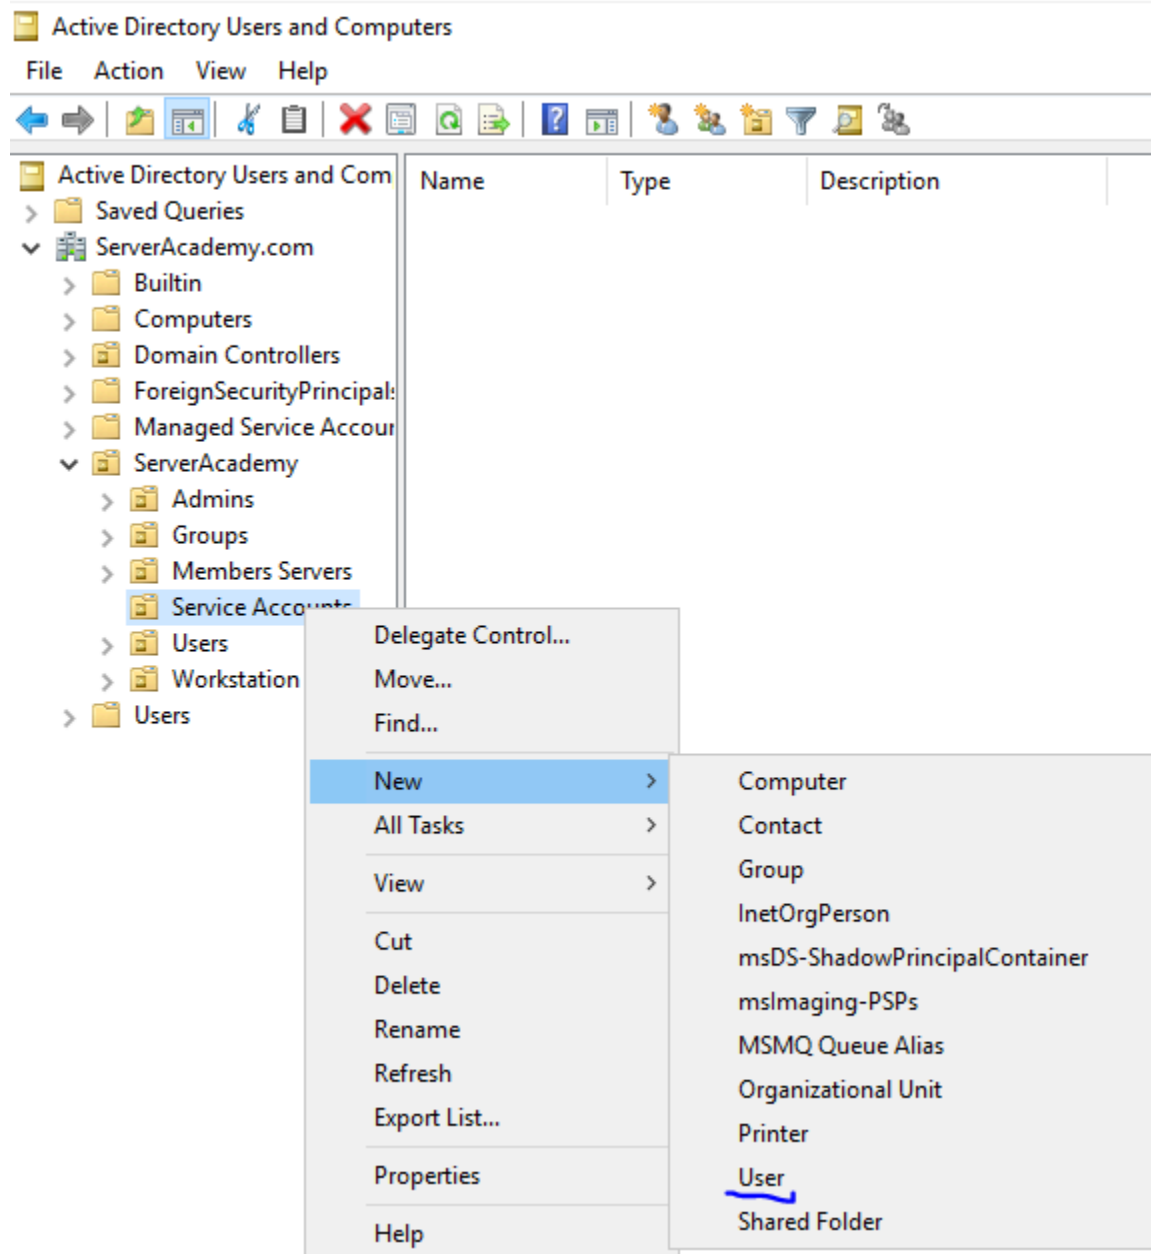 Active Directory Users and Computers
File Action View Help
Active Directory Users and Com
Name Type Description
Saved Queries
ServerAcademy.com
Builtin
Computers
Domain Controllers
ForeignSecurityPrincipals
Managed Service Accour
ServerAcademy
Admins
Groups
Members Servers
Service Accounts
Users
Workstation
Users
Delegate Control...
Move...
Find...
New
All Tasks
View
Cut
Delete
Rename
Refresh
Export List...
Properties
Help
Computer
Contact
Group
InetOrgPerson
msDS-ShadowPrincipalContainer
msImaging-PSPs
MSMQ Queue Alias
Organizational Unit
Printer
User
Shared Folder